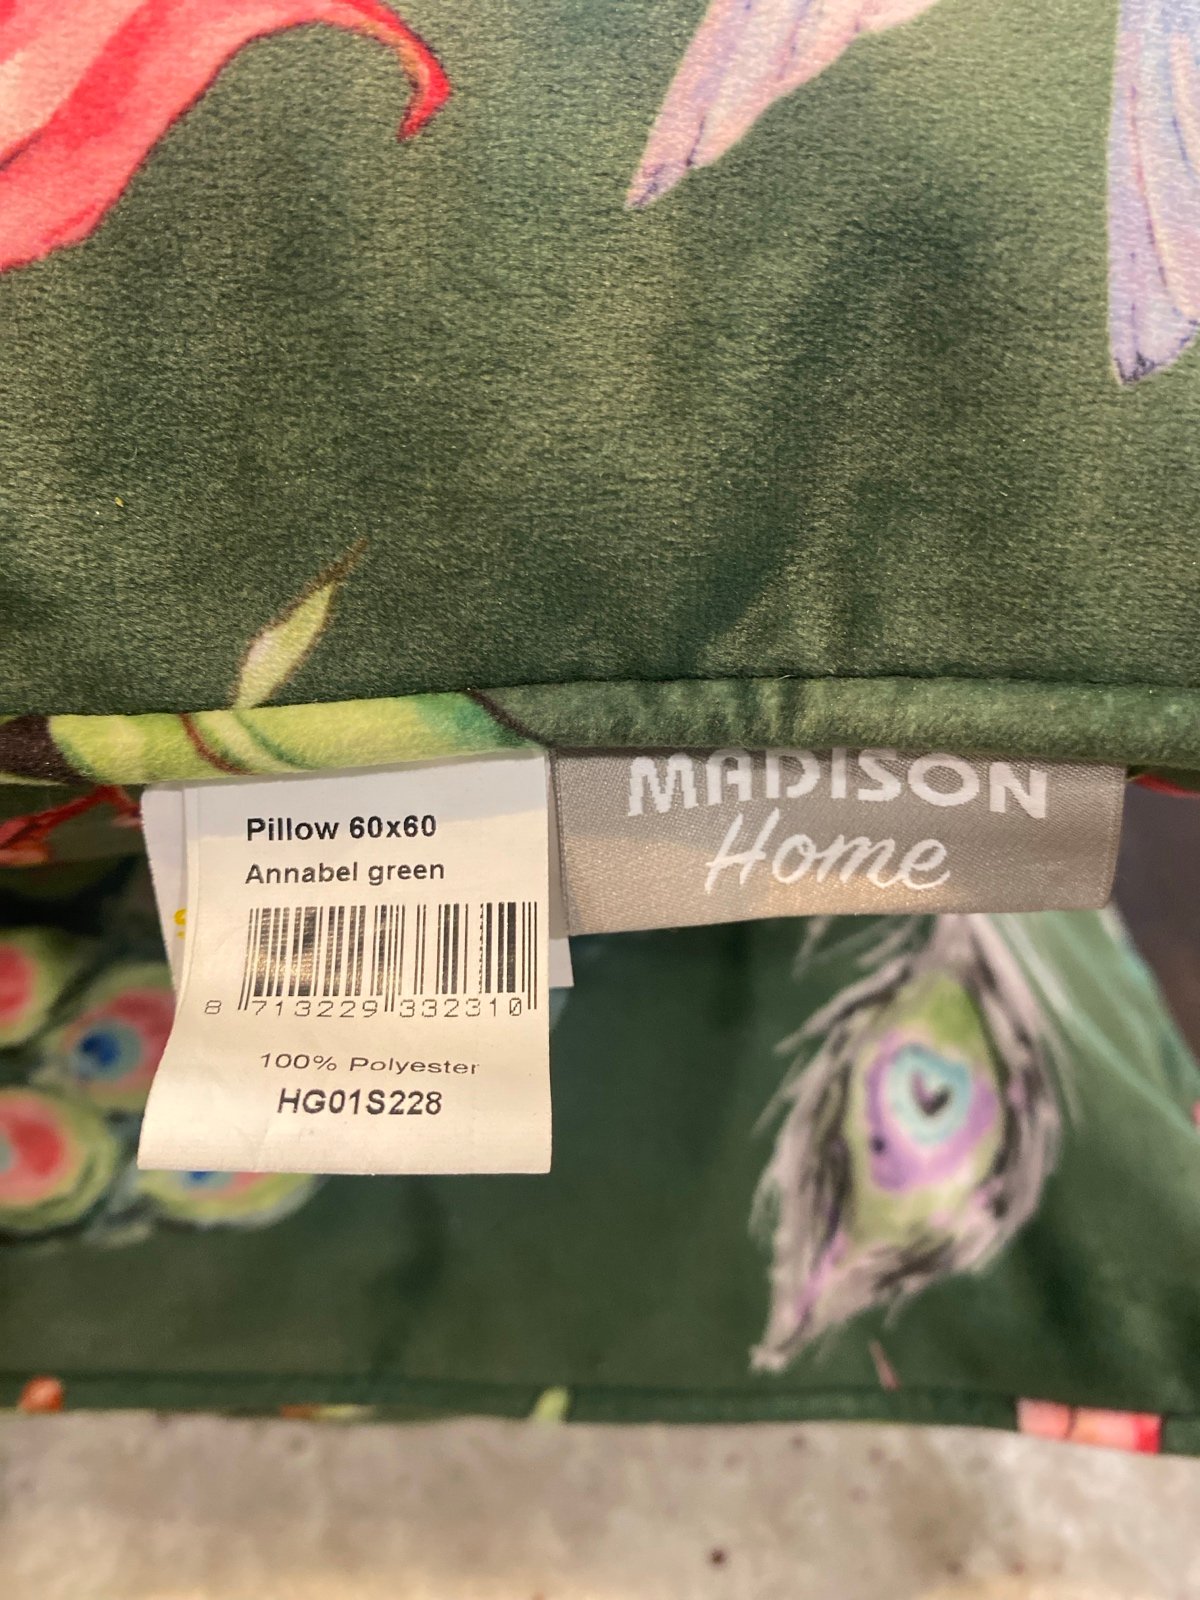 MADISON
Home
Pillow 60x60
Annabel green
8 713229 332310
100% Polyester
HG01S228